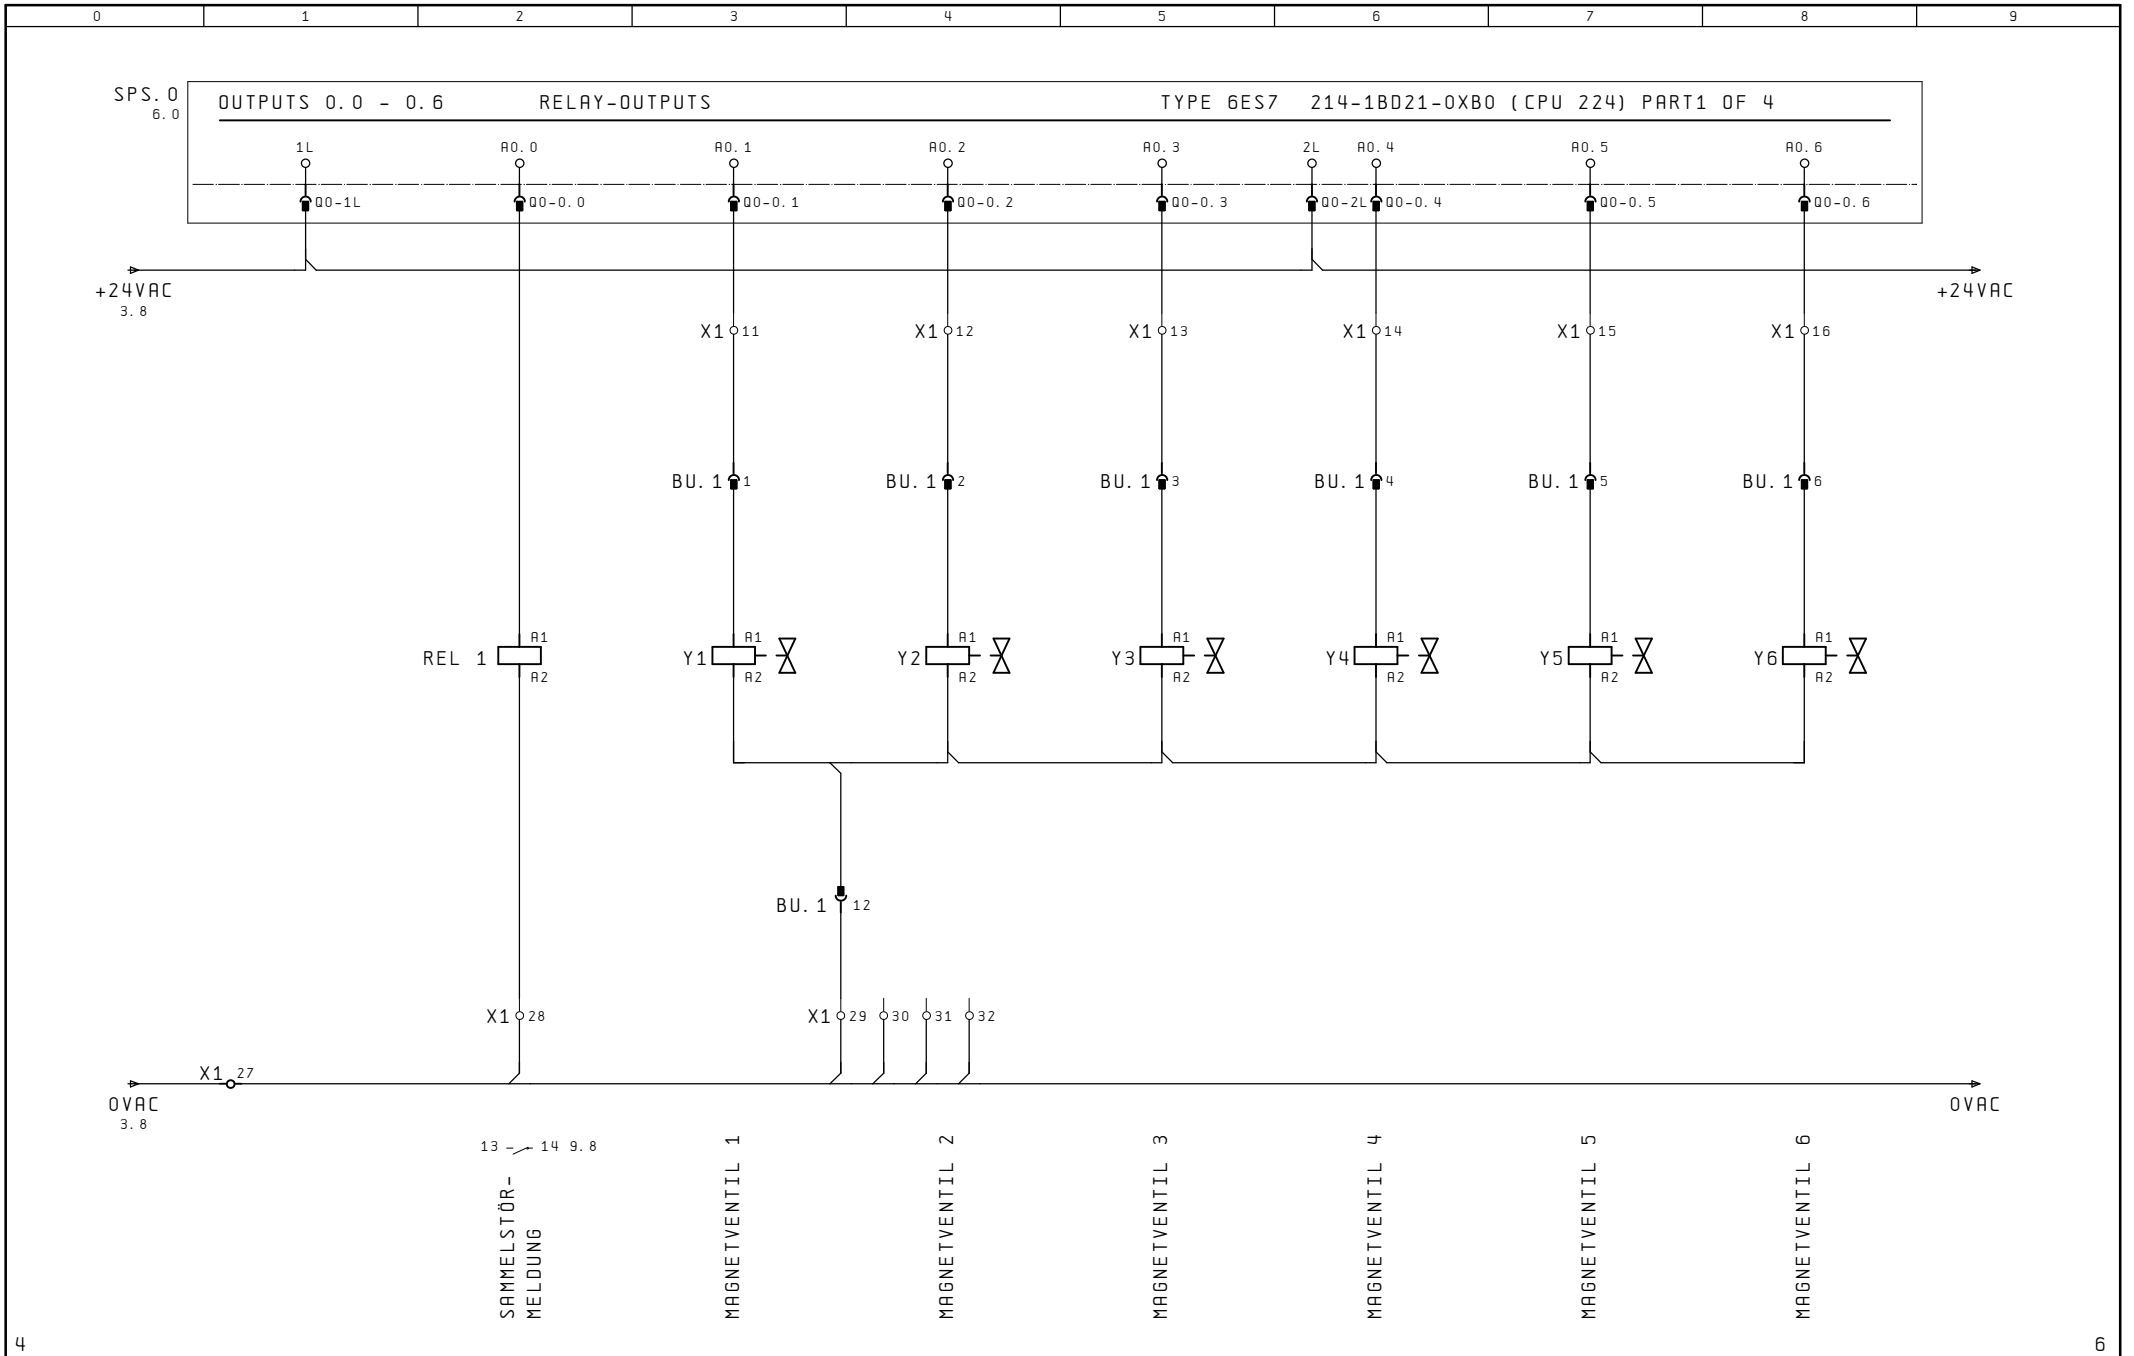 0 1 2 3 4 5 6 7 8 9
SPS.0
6.0
OUTPUTS 0.0 - 0.6 RELAY-OUTPUTS TYPE 6ES7 214-1BD21-0XB0 (CPU 224) PART1 OF 4
1L A0.0 A0.1 A0.2 A0.3 2L A0.4 A0.5 A0.6
Q0-1L Q0-0.0 Q0-0.1 Q0-0.2 Q0-0.3 Q0-2L Q0-0.4 Q0-0.5 Q0-0.6
+24VAC +24VAC
3.8
X1 11 X1 12 X1 13 X1 14 X1 15 X1 16
BU.1 1 BU.1 2 BU.1 3 BU.1 4 BU.1 5 BU.1 6
A1 A1 A1 A1 A1 A1 A1
REL 1 Y1 Y2 Y3 Y4 Y5 Y6
A2 A2 A2 A2 A2 A2 A2
BU.1 12
X1 28 X1 29 30 31 32
X1 27
0VAC 0VAC
3.8
13 14 9.8
SAMMELSTÖR-
MELDUNG
MAGNETVENTIL 1
MAGNETVENTIL 2
MAGNETVENTIL 3
MAGNETVENTIL 4
MAGNETVENTIL 5
MAGNETVENTIL 6
4 6